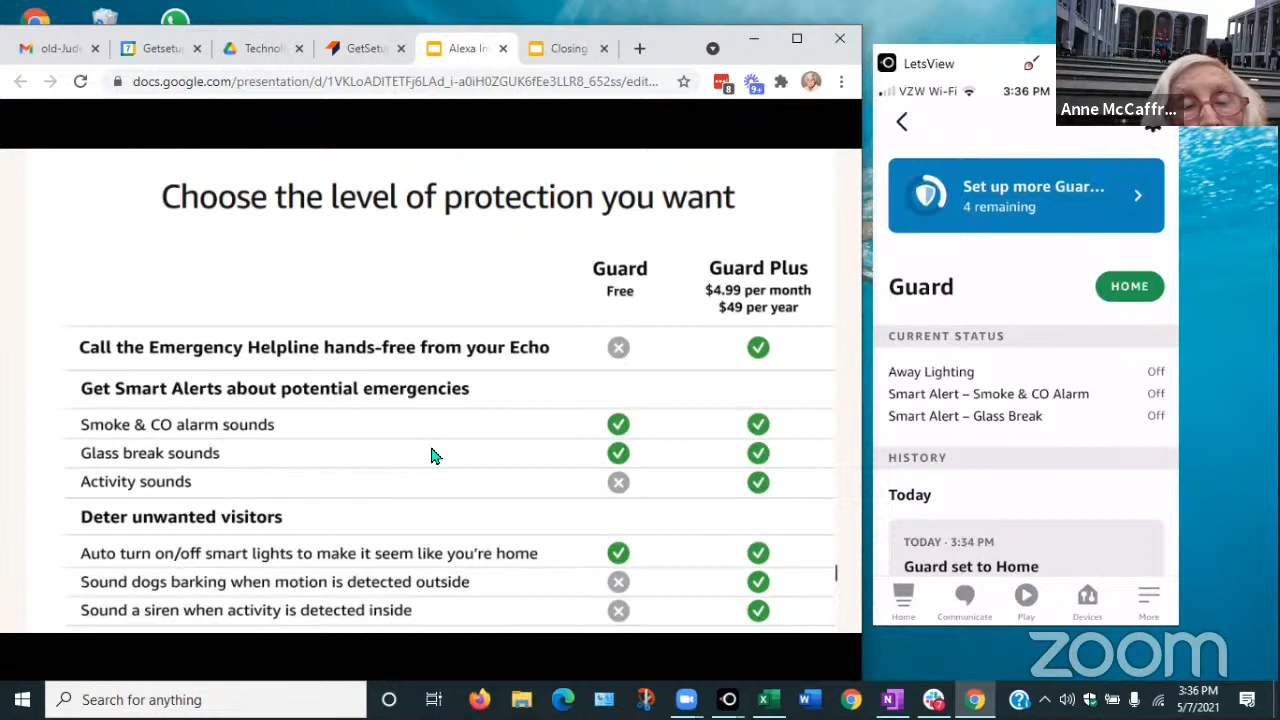 old-Jud
Getsetu
Technol
GetSetu
Alexa In
Closing
docs.google.com/presentation/d/1VKLoADITETFj6LAd_i-a0iH0ZGUK6fEe3LLR8_652ss/edit...
8
9+
Choose the level of protection you want
Guard Guard Plus
Free $4.99 per month
$49 per year
Call the Emergency Helpline hands-free from your Echo
Get Smart Alerts about potential emergencies
Smoke & CO alarm sounds
Glass break sounds
Activity sounds
Deter unwanted visitors
Auto turn on/off smart lights to make it seem like you're home
Sound dogs barking when motion is detected outside
Sound a siren when activity is detected inside
LetsView
VZW Wi-Fi 3:36 PM
Anne McCaffr...
Set up more Guar...
4 remaining
Guard HOME
CURRENT STATUS
Away Lighting Off
Smart Alert – Smoke & CO Alarm Off
Smart Alert – Glass Break Off
HISTORY
Today
TODAY · 3:34 PM
Guard set to Home
Home Communicate Play Devices More
zoom
Search for anything
3:36 PM
5/7/2021